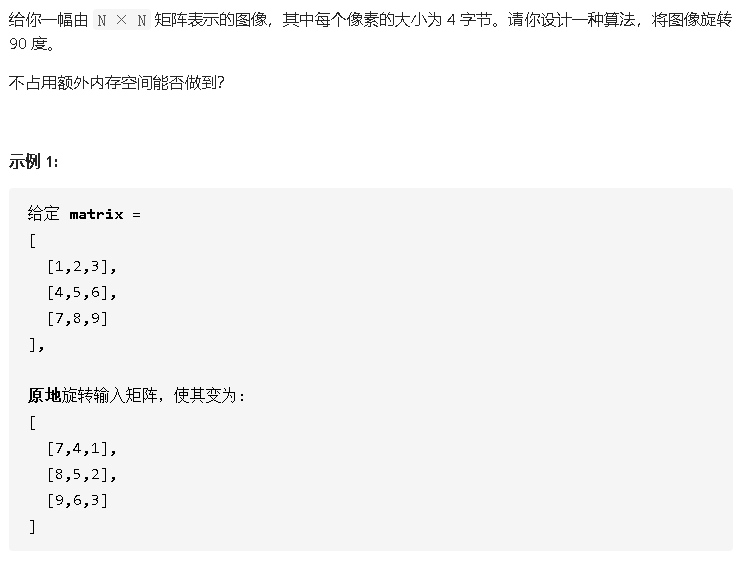 给你一幅由 N × N 矩阵表示的图像，其中每个像素的大小为 4 字节。请你设计一种算法，将图像旋转
90 度。
不占用额外内存空间能否做到？
示例 1:
给定 matrix =
[
  [1,2,3],
  [4,5,6],
  [7,8,9]
],
原地旋转输入矩阵，使其变为:
[
  [7,4,1],
  [8,5,2],
  [9,6,3]
]